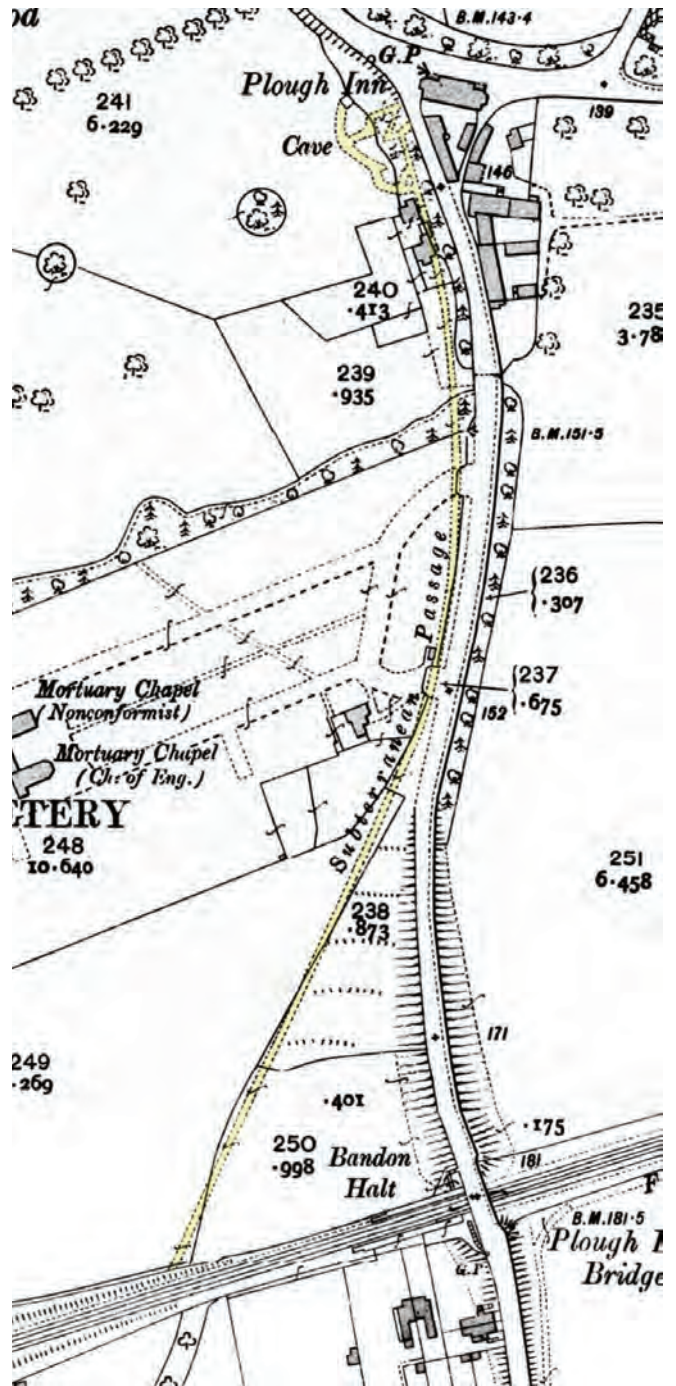 oa
B.M.143·4
G.P
Plough Inn
241
6·229
139
Cave
146
240
·413
235
3·78
239
·935
B.M.151·5
Subterranean Passage
236
·307
237
·675
Mortuary Chapel
(Nonconformist)
152
Mortuary Chapel
(Ch: of Eng.)
TERY
248
10·640
251
6·458
238
·873
249
·269
171
·401
·175
250
·998
Bandon
Halt
181
F
B.M.181·5
Plough
Bridge
G.P